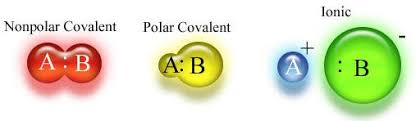 Nonpolar Covalent
Polar Covalent
Ionic
A : B
A : B
A +
: B -